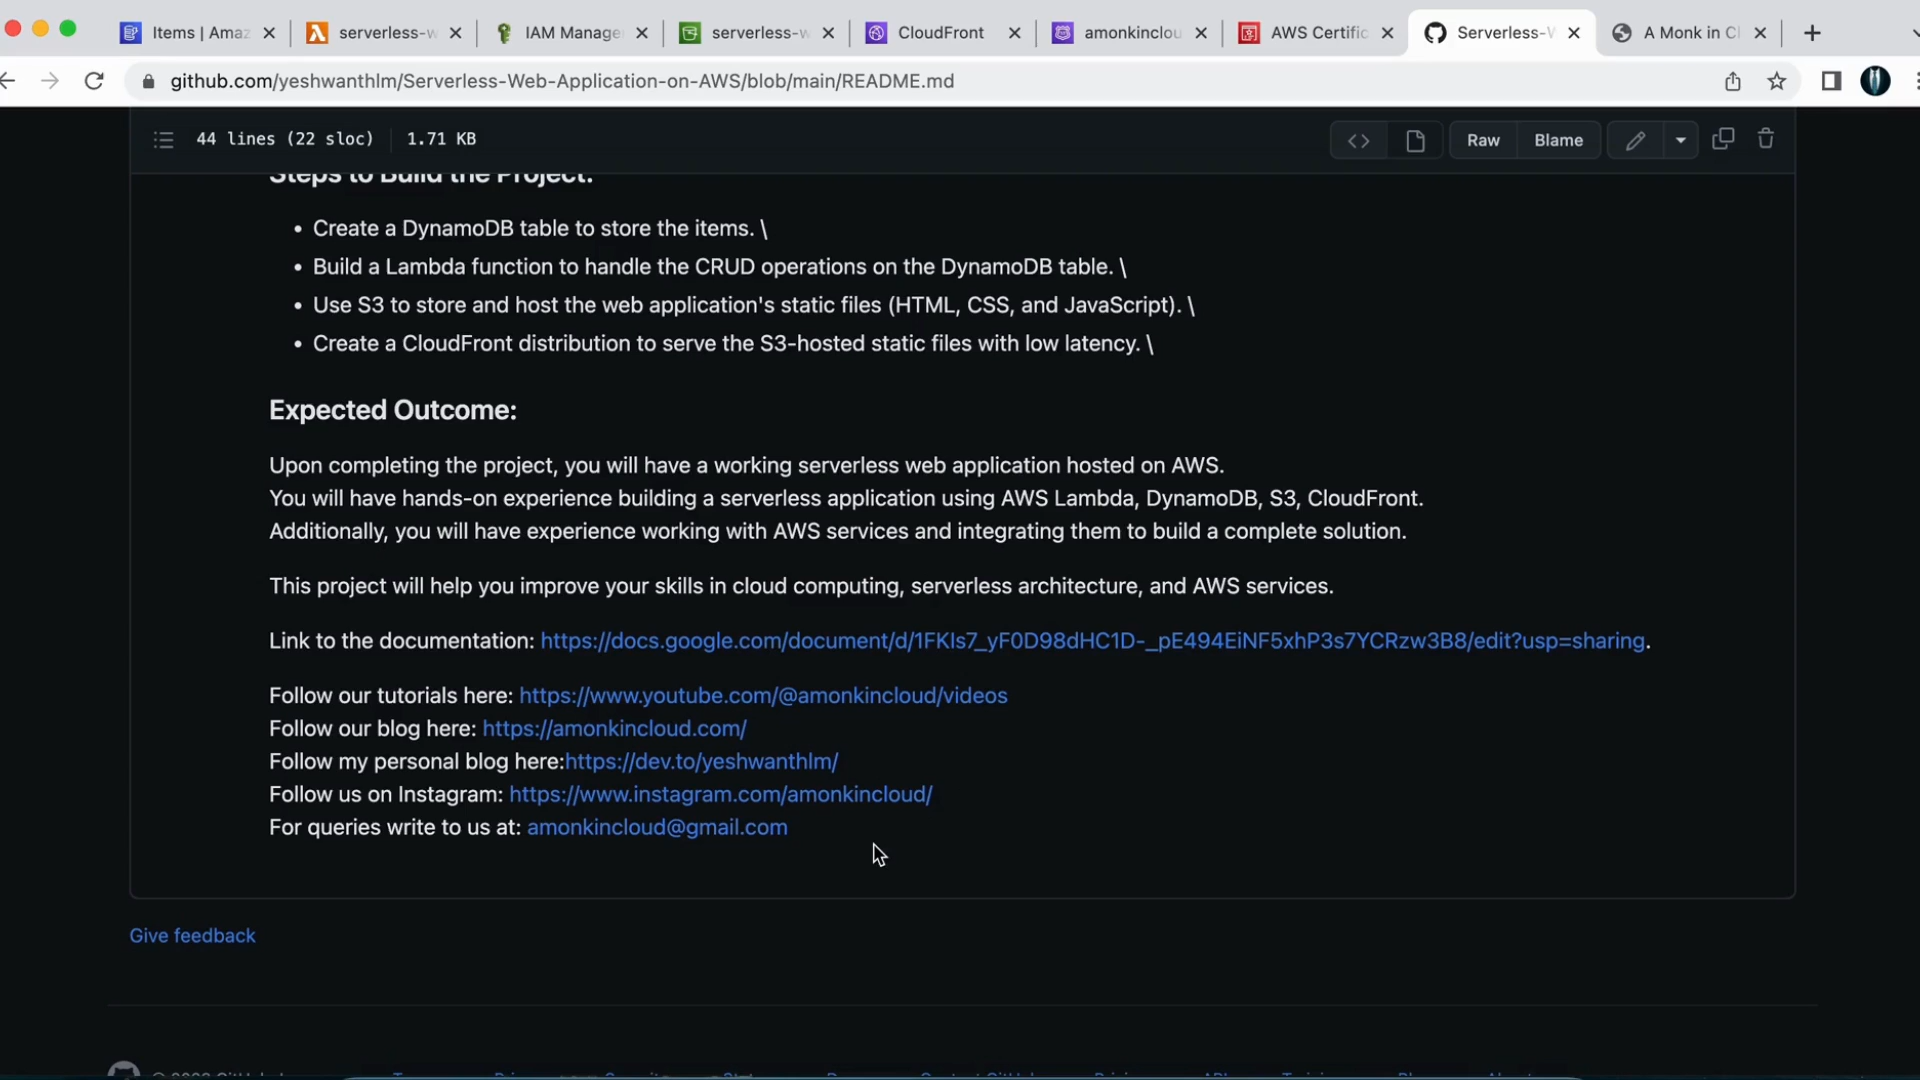 Items | Amaz
serverless-w
IAM Manage
serverless-w
CloudFront
amonkinclou
AWS Certific
Serverless-W
A Monk in Cl
github.com/yeshwanthlm/Serverless-Web-Application-on-AWS/blob/main/README.md
44 lines (22 sloc) 1.71 KB
Raw Blame
Steps to Build the Project:
• Create a DynamoDB table to store the items. \
• Build a Lambda function to handle the CRUD operations on the DynamoDB table. \
• Use S3 to store and host the web application's static files (HTML, CSS, and JavaScript). \
• Create a CloudFront distribution to serve the S3-hosted static files with low latency. \
Expected Outcome:
Upon completing the project, you will have a working serverless web application hosted on AWS.
You will have hands-on experience building a serverless application using AWS Lambda, DynamoDB, S3, CloudFront.
Additionally, you will have experience working with AWS services and integrating them to build a complete solution.
This project will help you improve your skills in cloud computing, serverless architecture, and AWS services.
Link to the documentation: https://docs.google.com/document/d/1FKIs7_yF0D98dHC1D-_pE494EiNF5xhP3s7YCRzw3B8/edit?usp=sharing.
Follow our tutorials here: https://www.youtube.com/@amonkincloud/videos
Follow our blog here: https://amonkincloud.com/
Follow my personal blog here:https://dev.to/yeshwanthlm/
Follow us on Instagram: https://www.instagram.com/amonkincloud/
For queries write to us at: amonkincloud@gmail.com
Give feedback